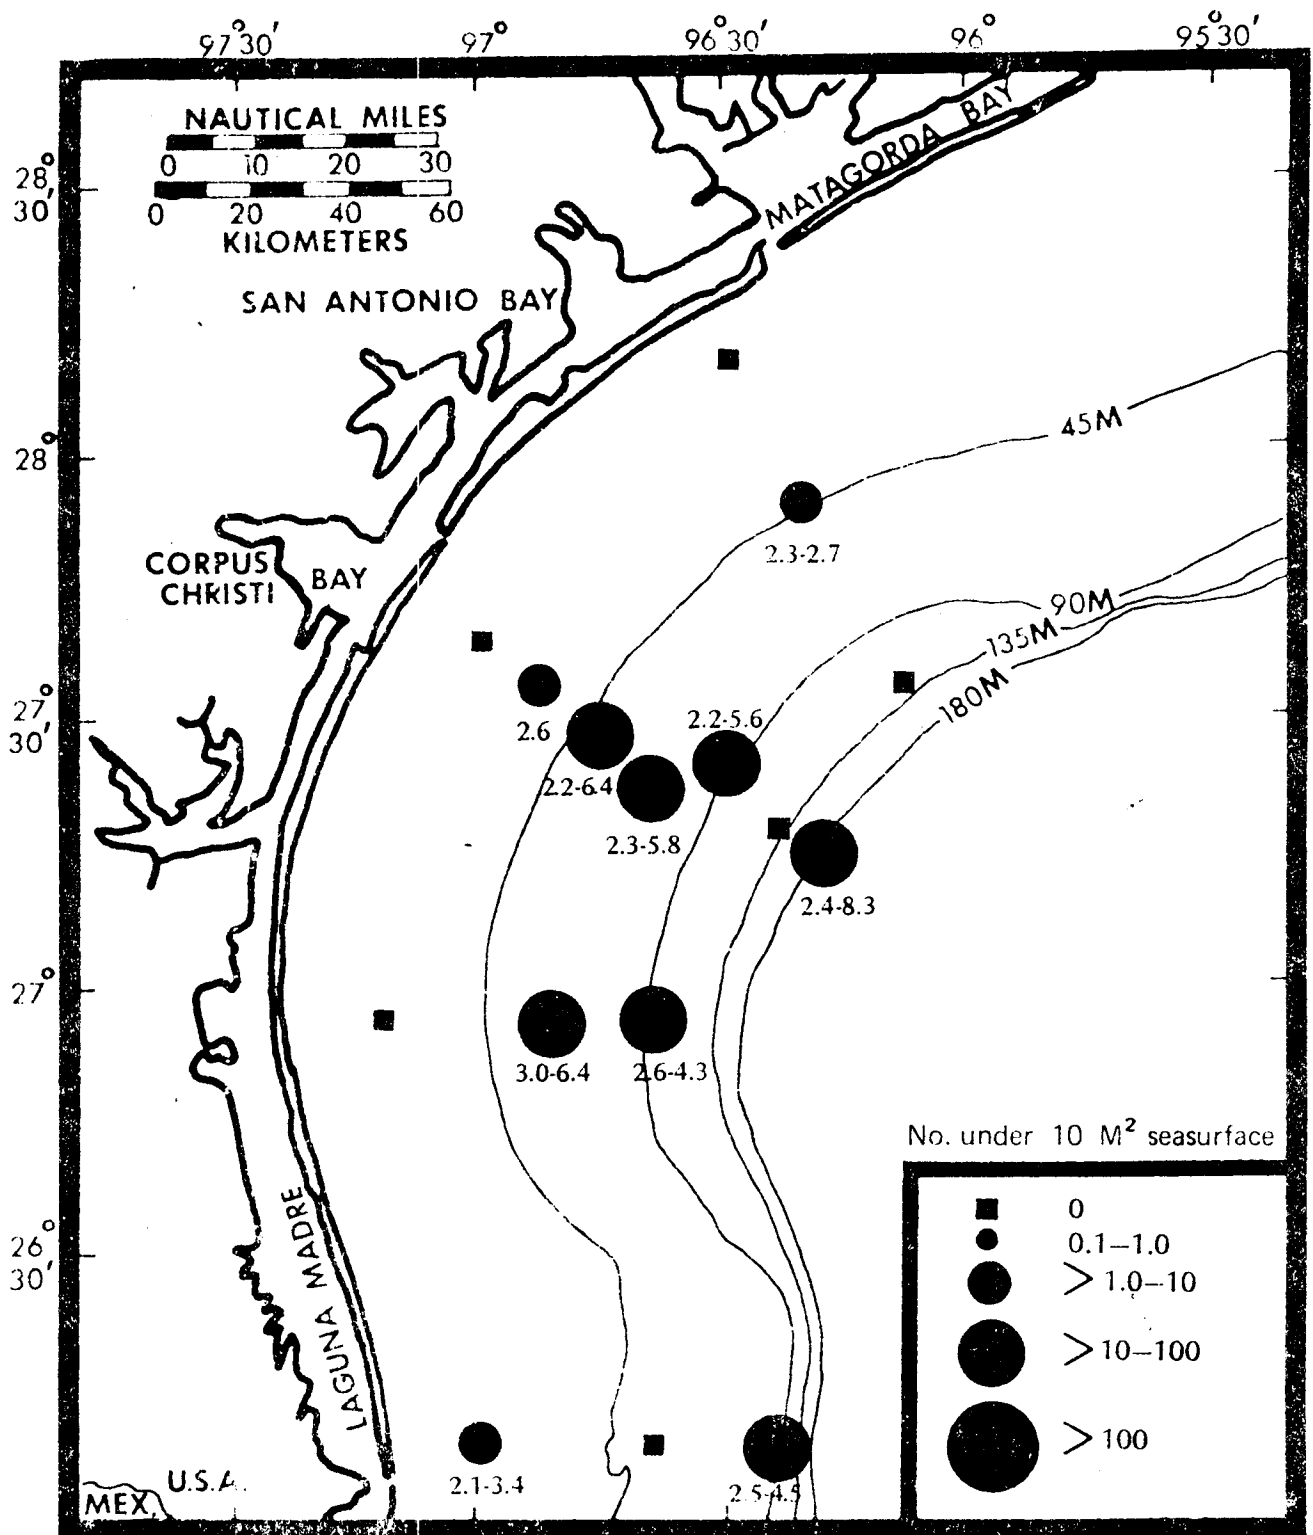 97°30' 97° 96°30' 96° 95°30'
NAUTICAL MILES
0 10 20 30
0 20 40 60
KILOMETERS
28°30'
MATAGORDA BAY
SAN ANTONIO BAY
28°
45M
2.3-2.7
CORPUS CHRISTI BAY
90M
135M
180M
27°30'
2.6
2.2-5.6
2.2-6.4
2.3-5.8
2.4-8.3
27°
3.0-6.4
2.6-4.3
No. under 10 M² seasurface
0
0.1–1.0
> 1.0–10
> 10–100
> 100
26°30'
LAGUNA MADRE
2.1-3.4
2.5-4.5
U.S.A.
MEX.